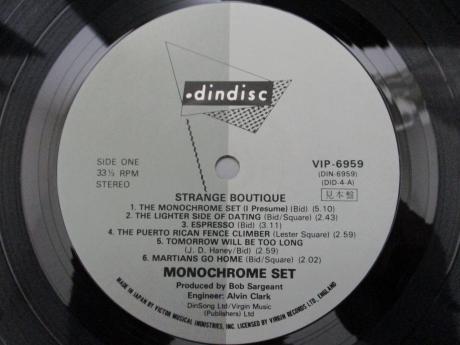 dindisc
SIDE ONE
33⅓ RPM
STEREO
VIP-6959
(DIN-6959)
(DID-4-A)
見本盤
STRANGE BOUTIQUE
1. THE MONOCHROME SET (I Presume) (Bid) (5.10)
2. THE LIGHTER SIDE OF DATING (Bid/Square) (2.43)
3. ESPRESSO (Bid) (3.11)
4. THE PUERTO RICAN FENCE CLIMBER (Lester Square) (2.59)
5. TOMORROW WILL BE TOO LONG
(J. D. Haney/Bid) (2.59)
6. MARTIANS GO HOME (Bid/Square) (2.02)
MONOCHROME SET
Produced by Bob Sargeant
Engineer: Alvin Clark
DinSong Ltd/Virgin Music
(Publishers) Ltd
MADE IN JAPAN BY VICTOR MUSICAL INDUSTRIES, INC. LICENSED BY VIRGIN RECORDS LTD. ENGLAND